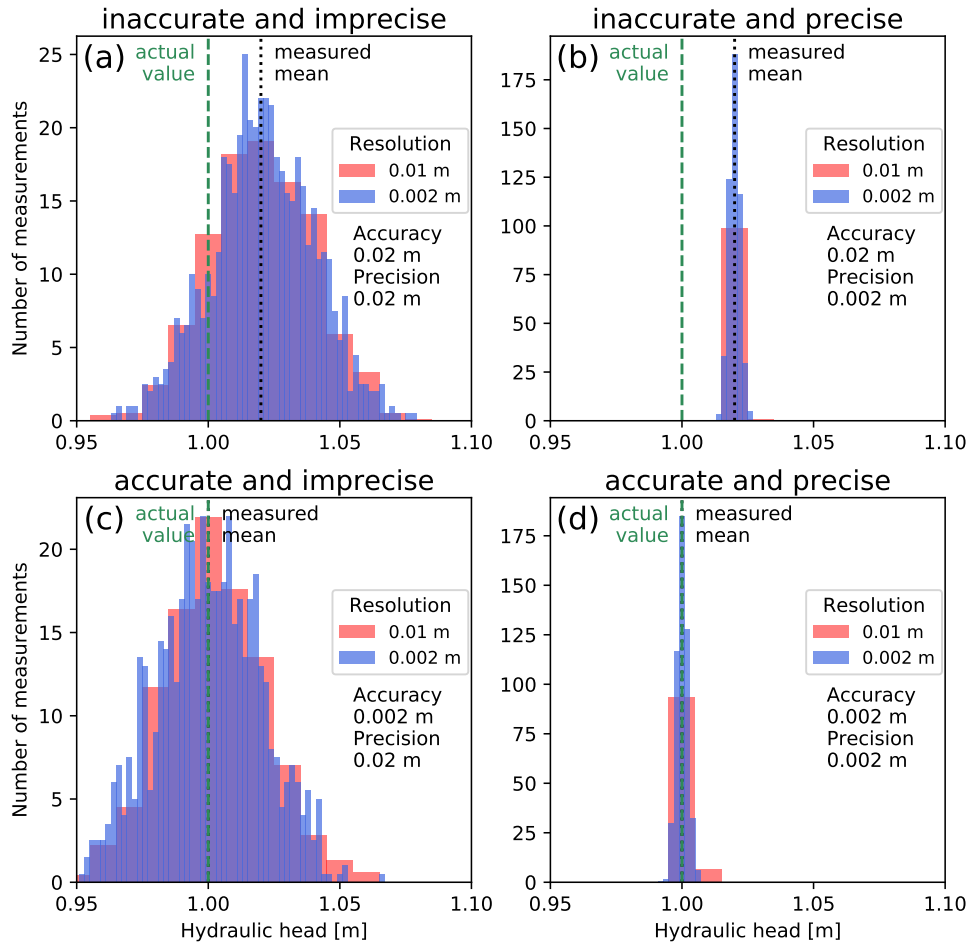 inaccurate and imprecise
(a)
actual
value
measured
mean
Resolution
0.01 m
0.002 m
Accuracy
0.02 m
Precision
0.02 m
Number of measurements
25
20
15
10
5
0
0.95
1.00
1.05
1.10
inaccurate and precise
(b)
actual
value
measured
mean
Resolution
0.01 m
0.002 m
Accuracy
0.02 m
Precision
0.002 m
175
150
125
100
75
50
25
0
0.95
1.00
1.05
1.10
accurate and imprecise
(c)
actual
value
measured
mean
Resolution
0.01 m
0.002 m
Accuracy
0.002 m
Precision
0.02 m
Number of measurements
20
15
10
5
0
0.95
1.00
1.05
1.10
Hydraulic head [m]
accurate and precise
(d)
actual
value
measured
mean
Resolution
0.01 m
0.002 m
Accuracy
0.002 m
Precision
0.002 m
175
150
125
100
75
50
25
0
0.95
1.00
1.05
1.10
Hydraulic head [m]